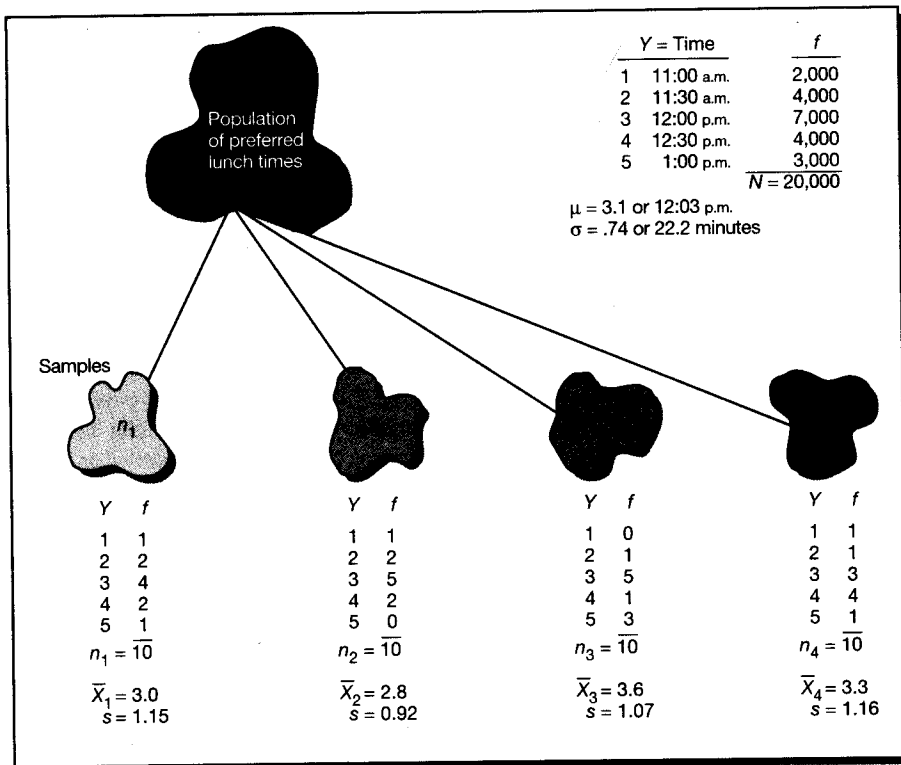 Population
of preferred
lunch times
Y = Time f
1 11:00 a.m. 2,000
2 11:30 a.m. 4,000
3 12:00 p.m. 7,000
4 12:30 p.m. 4,000
5 1:00 p.m. 3,000
N = 20,000
μ = 3.1 or 12:03 p.m.
σ = .74 or 22.2 minutes
Samples
n₁
Y f
1 1
2 2
3 4
4 2
5 1
n₁ = 10
X̅₁ = 3.0
s = 1.15
Y f
1 1
2 2
3 5
4 2
5 0
n₂ = 10
X̅₂ = 2.8
s = 0.92
Y f
1 0
2 1
3 5
4 1
5 3
n₃ = 10
X̅₃ = 3.6
s = 1.07
Y f
1 1
2 1
3 3
4 4
5 1
n₄ = 10
X̅₄ = 3.3
s = 1.16